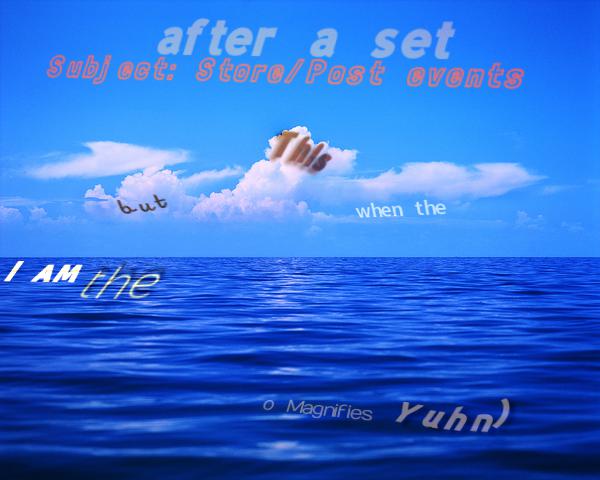 after a set
Subject: Store/Post events
This
but
when the
I AM
the
o Magnifies
Yuhn)